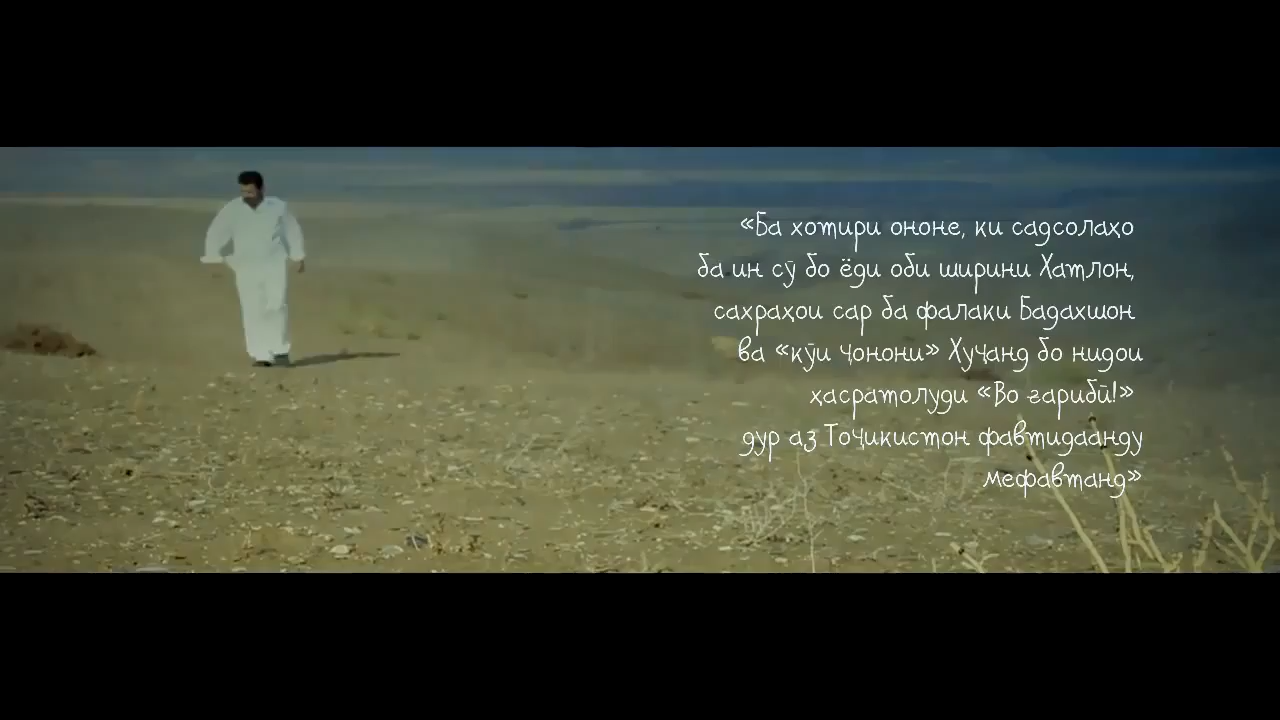 «Ба хотири ононе, ки садсолаҳо
ба ин сӯ бо ёди оби ширини Хатлон,
сахраҳои сар ба фалаки Бадахшон
ва «кӯи ҷонони» Хуҷанд бо нидои
ҳасратолуди «Во ғарибӣ!»
дур аз Тоҷикистон фавтидаанду
мефавтанд»